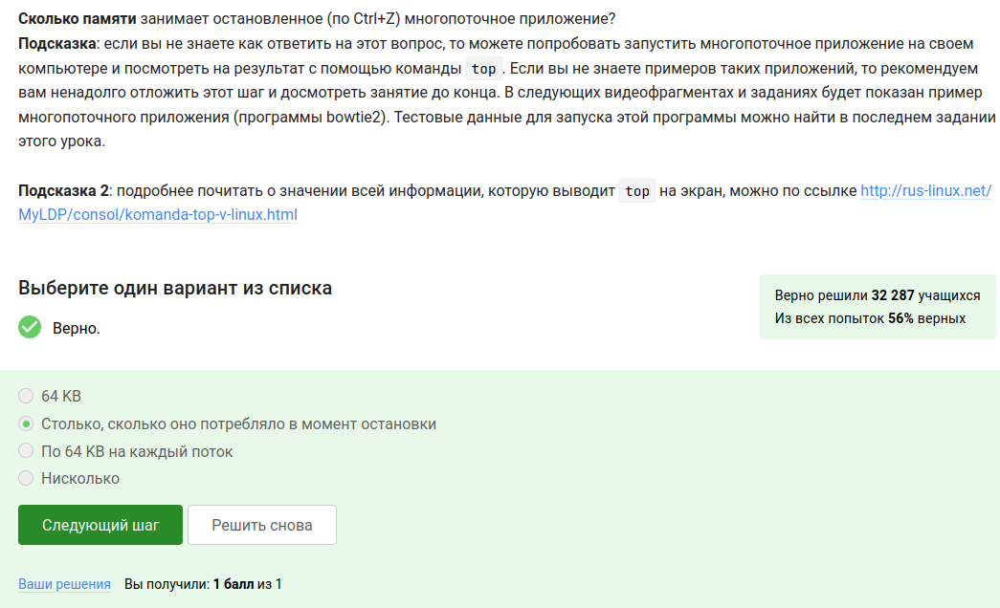 Сколько памяти занимает остановленное (по Ctrl+Z) многопоточное приложение?
Подсказка: если вы не знаете как ответить на этот вопрос, то можете попробовать запустить многопоточное приложение на своем
компьютере и посмотреть на результат с помощью команды top. Если вы не знаете примеров таких приложений, то рекомендуем
вам ненадолго отложить этот шаг и досмотреть занятие до конца. В следующих видеофрагментах и заданиях будет показан пример
многопоточного приложения (программы bowtie2). Тестовые данные для запуска этой программы можно найти в последнем задании
этого урока.
Подсказка 2: подробнее почитать о значении всей информации, которую выводит top на экран, можно по ссылке http://rus-linux.net/
MyLDP/consol/komanda-top-v-linux.html
Выберите один вариант из списка
Верно решили 32 287 учащихся
Из всех попыток 56% верных
Верно.
64 KB
Столько, сколько оно потребляло в момент остановки
По 64 KB на каждый поток
Нисколько
Следующий шаг
Решить снова
Ваши решения Вы получили: 1 балл из 1